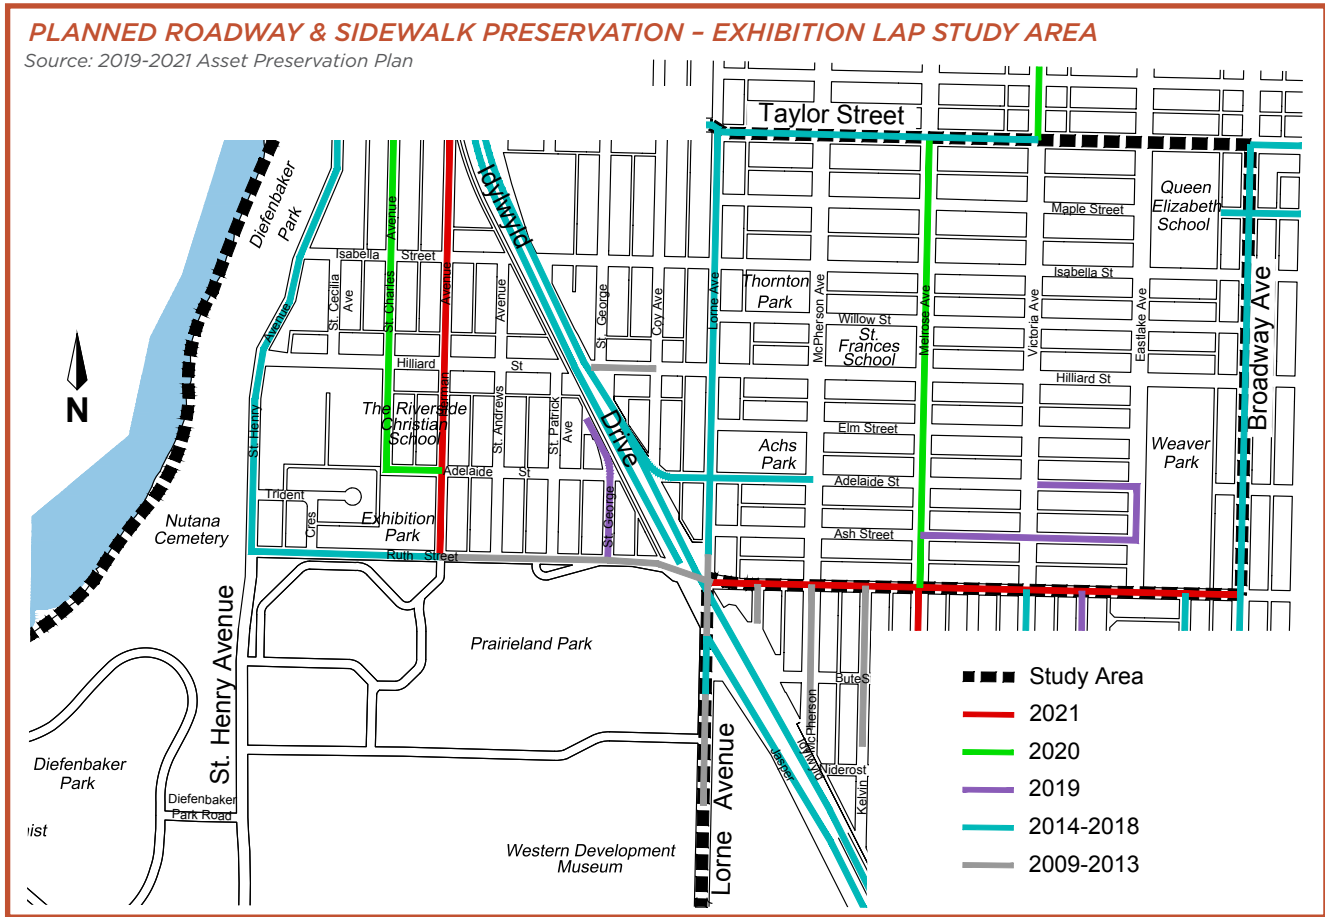 PLANNED ROADWAY & SIDEWALK PRESERVATION – EXHIBITION LAP STUDY AREA
Source: 2019-2021 Asset Preservation Plan
Taylor Street
Diefenbaker
Park
Idylwyld
Drive
Queen
Elizabeth
School
Maple Street
Avenue
Isabella
Street
Isabella St
St. Cecilia
Ave
St. Charles
Avenue
Avenue
St. George
Coy Ave
Lorne Ave
Thornton
Park
McPherson Ave
Willow St
St.
Frances
School
Melrose Ave
Victoria Ave
Eastlake Ave
Broadway Ave
Avenue
N
Hilliard
St
Hilliard St
The Riverside
Christian
School
St. Henry
St. Andrews
St. Patrick
Ave
Elm Street
Achs
Park
Weaver
Park
Adelaide
St
Adelaide St
Trident
Cres
Exhibition
Park
St. George
Nutana
Cemetery
Ash Street
Ruth Street
St. Henry Avenue
Prairieland Park
Bute S
McPherson
Idylwyld
Jasper
Niderost
Kelvin
Lorne Avenue
Diefenbaker
Park
Diefenbaker
Park Road
ist
Western Development
Museum
Study Area
2021
2020
2019
2014-2018
2009-2013